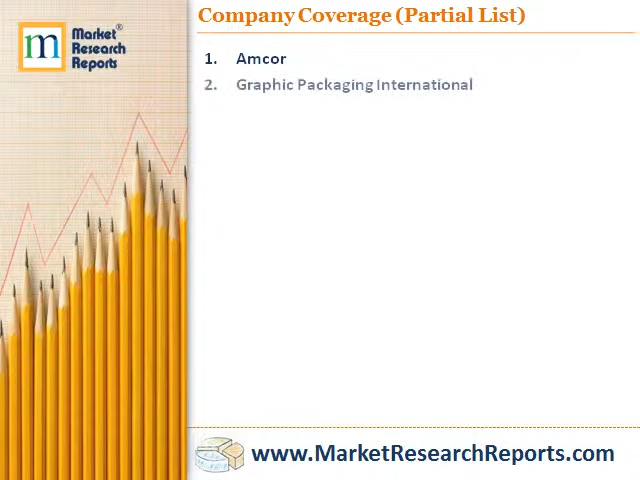 Company Coverage (Partial List)
m
Market®
Research
Reports
1. Amcor
2. Graphic Packaging International
www.MarketResearchReports.com